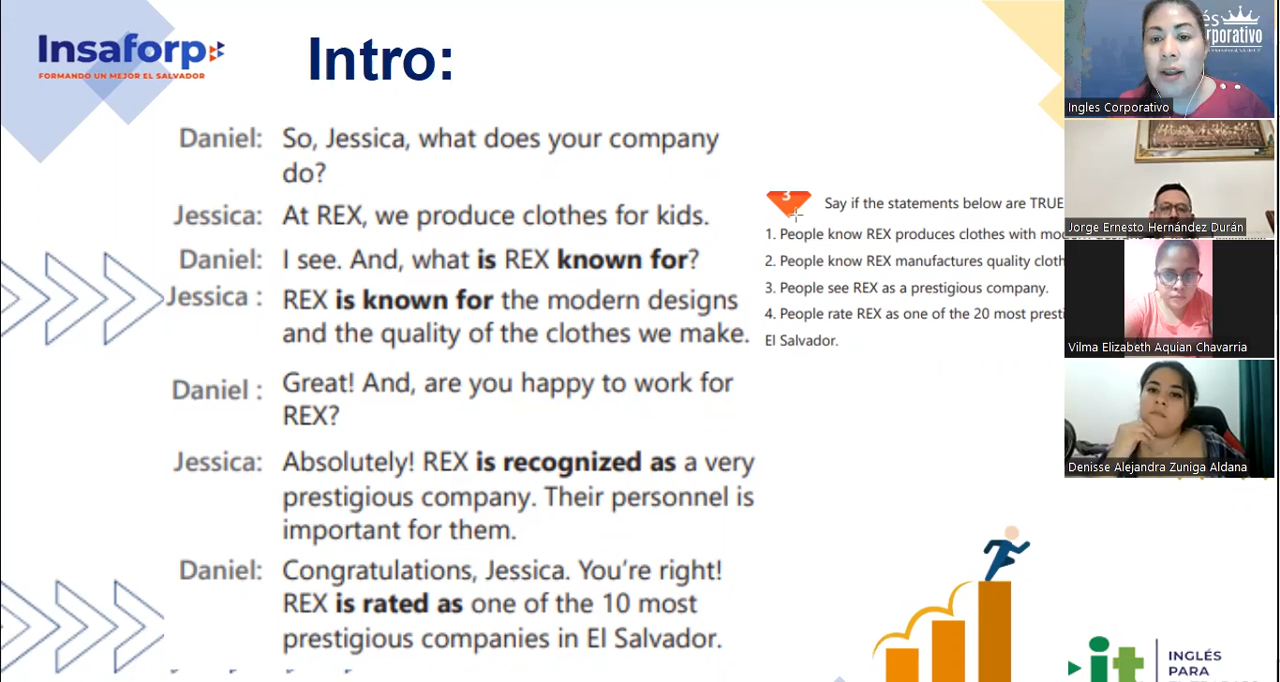 Insaforp
FORMANDO UN MEJOR EL SALVADOR
Intro:
Daniel: So, Jessica, what does your company
do?
Jessica: At REX, we produce clothes for kids.
Daniel: I see. And, what is REX known for?
Jessica : REX is known for the modern designs
and the quality of the clothes we make.
Daniel : Great! And, are you happy to work for
REX?
Jessica: Absolutely! REX is recognized as a very
prestigious company. Their personnel is
important for them.
Daniel: Congratulations, Jessica. You're right!
REX is rated as one of the 10 most
prestigious companies in El Salvador.
3
Say if the statements below are TRUE
1. People know REX produces clothes with
2. People know REX manufactures quality
3. People see REX as a prestigious company.
4. People rate REX as one of the 20 most
El Salvador.
Ingles Corporativo
Jorge Ernesto Hernández Durán
Vilma Elizabeth Aquian Chavarria
Denisse Alejandra Zuniga Aldana
it
INGLÉS
PARA